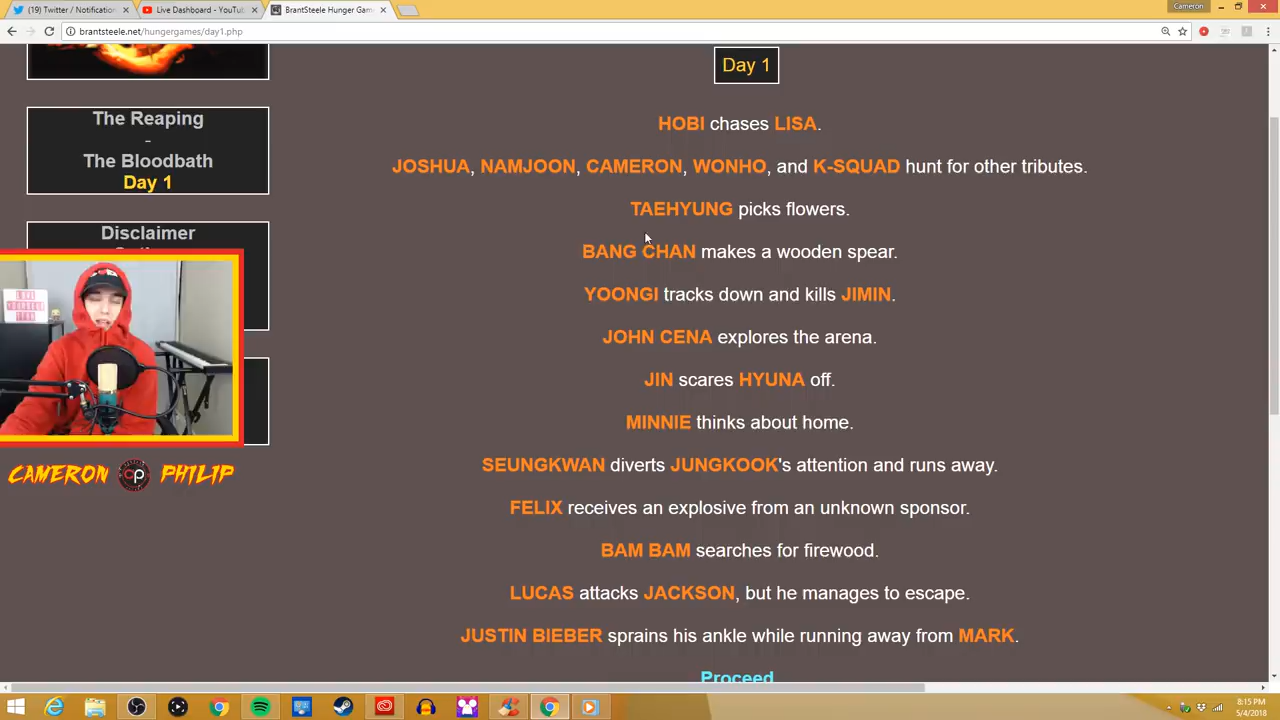 (19) Twitter / Notification
Live Dashboard - YouTub
BrantSteele Hunger Gam
Cameron
brantsteele.net/hungergames/day1.php
Day 1
The Reaping
-
The Bloodbath
Day 1
Disclaimer
HOBI chases LISA.
JOSHUA, NAMJOON, CAMERON, WONHO, and K-SQUAD hunt for other tributes.
TAEHYUNG picks flowers.
BANG CHAN makes a wooden spear.
YOONGI tracks down and kills JIMIN.
JOHN CENA explores the arena.
JIN scares HYUNA off.
MINNIE thinks about home.
SEUNGKWAN diverts JUNGKOOK's attention and runs away.
FELIX receives an explosive from an unknown sponsor.
BAM BAM searches for firewood.
LUCAS attacks JACKSON, but he manages to escape.
JUSTIN BIEBER sprains his ankle while running away from MARK.
Proceed
CAMERON cp PHILIP
8:15 PM
5/4/2018